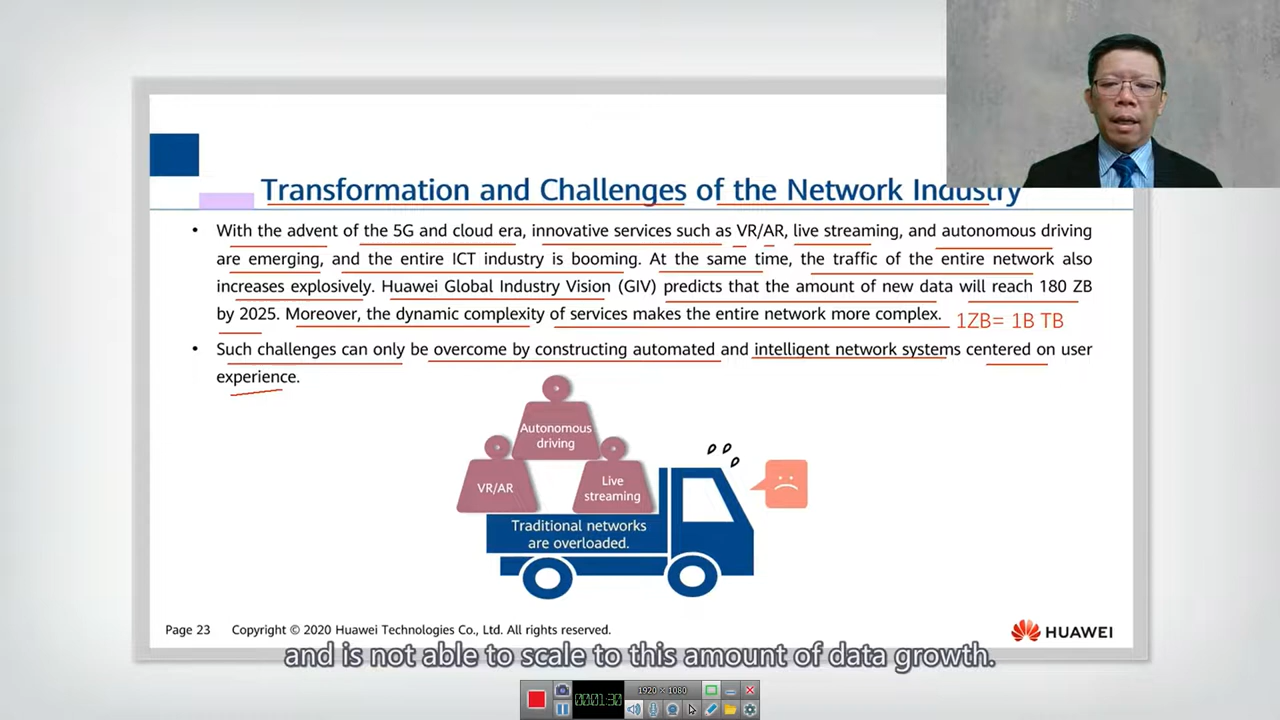 Transformation and Challenges of the Network Industry
• With the advent of the 5G and cloud era, innovative services such as VR/AR, live streaming, and autonomous driving
are emerging, and the entire ICT industry is booming. At the same time, the traffic of the entire network also
increases explosively. Huawei Global Industry Vision (GIV) predicts that the amount of new data will reach 180 ZB
by 2025. Moreover, the dynamic complexity of services makes the entire network more complex.
1ZB= 1B TB
• Such challenges can only be overcome by constructing automated and intelligent network systems centered on user
experience.
Autonomous
driving
VR/AR
Live
streaming
Traditional networks
are overloaded.
Page 23
Copyright © 2020 Huawei Technologies Co., Ltd. All rights reserved.
HUAWEI
and is not able to scale to this amount of data growth.
1920 × 1080
00:01:30